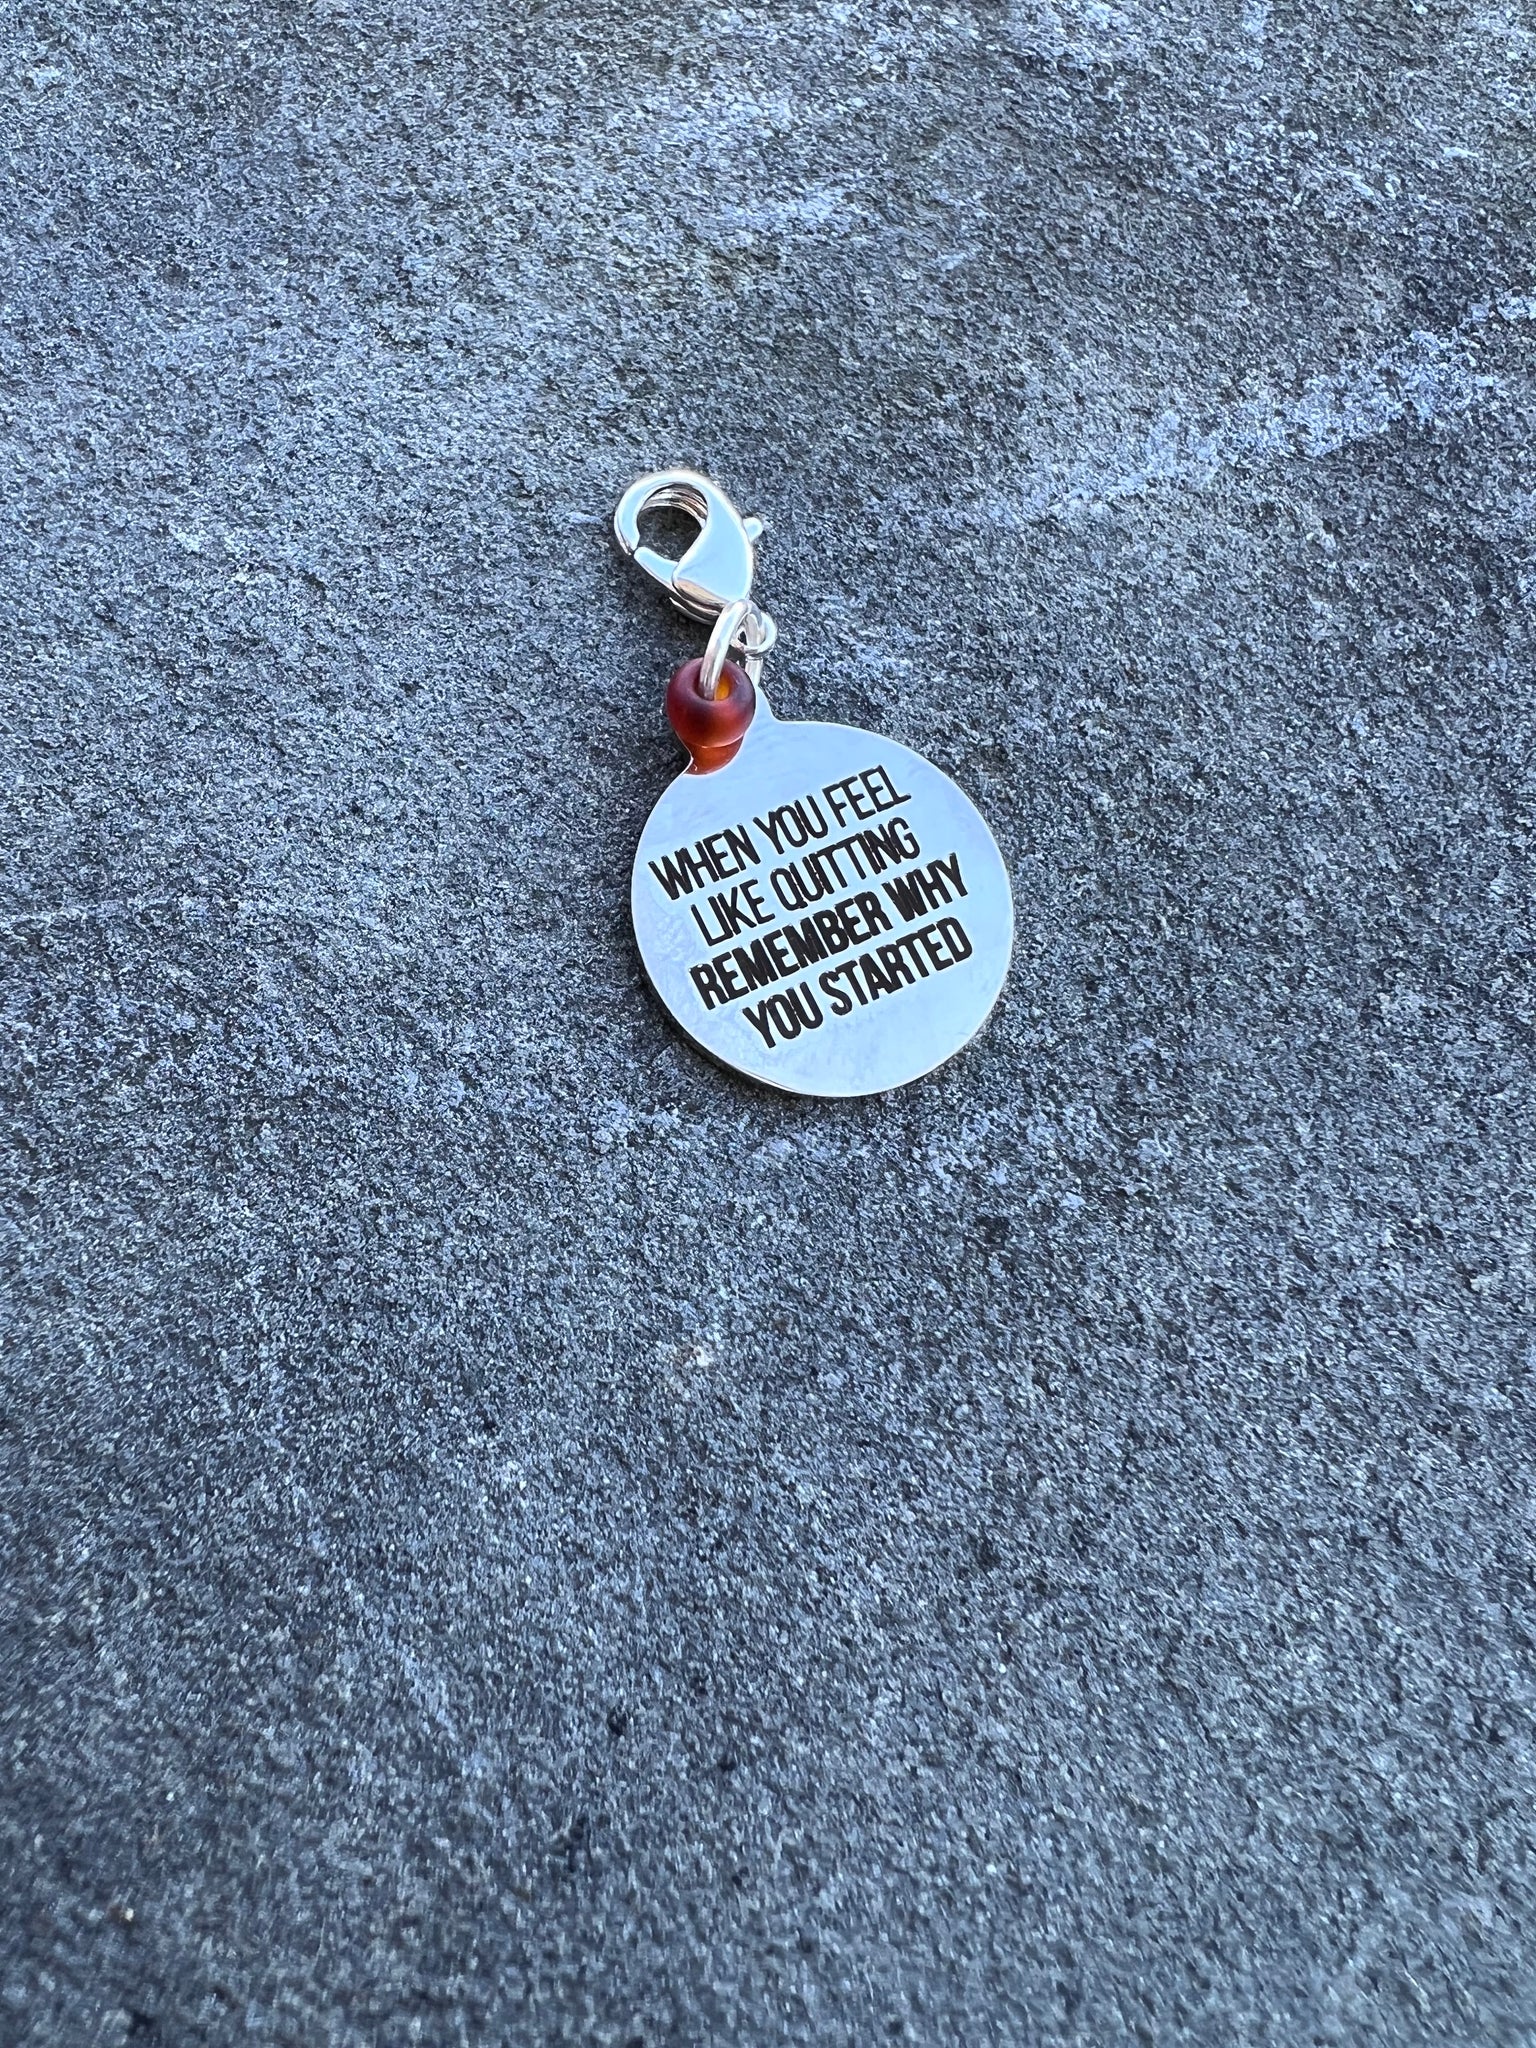 WHEN YOU FEEL
LIKE QUITTING
REMEMBER WHY
YOU STARTED